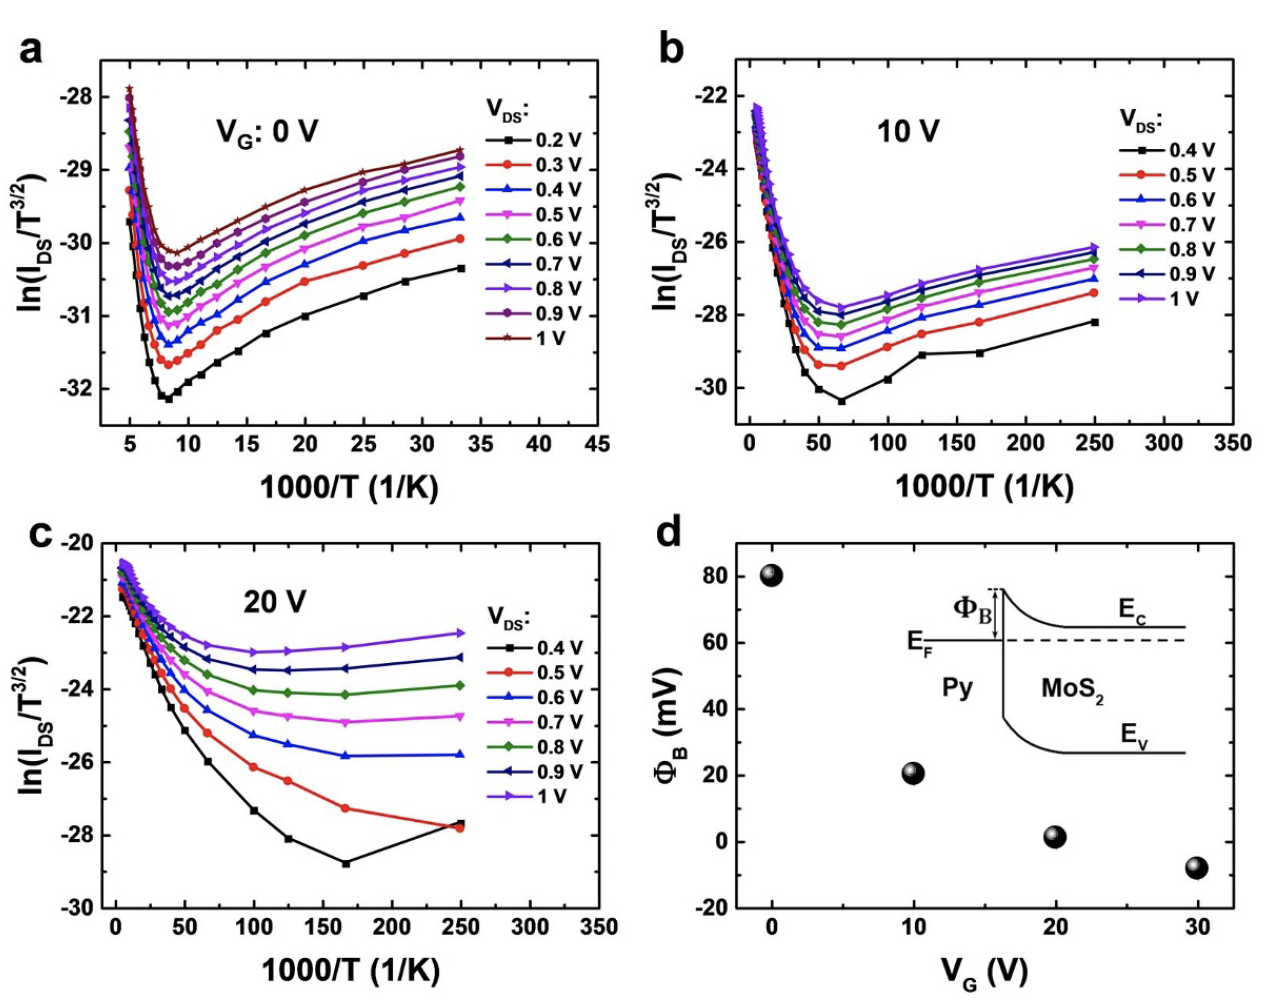 a
V_G: 0 V
V_DS:
0.2 V
0.3 V
0.4 V
0.5 V
0.6 V
0.7 V
0.8 V
0.9 V
1 V
-28
-29
-30
-31
-32
5 10 15 20 25 30 35 40 45
ln(I_DS/T^3/2)
1000/T (1/K)
b
10 V
V_DS:
0.4 V
0.5 V
0.6 V
0.7 V
0.8 V
0.9 V
1 V
-22
-24
-26
-28
-30
0 50 100 150 200 250 300 350
ln(I_DS/T^3/2)
1000/T (1/K)
c
20 V
V_DS:
0.4 V
0.5 V
0.6 V
0.7 V
0.8 V
0.9 V
1 V
-20
-22
-24
-26
-28
-30
0 50 100 150 200 250 300 350
ln(I_DS/T^3/2)
1000/T (1/K)
d
80
60
40
20
0
-20
0 10 20 30
Φ_B (mV)
V_G (V)
Φ_B
E_C
E_F
Py
MoS_2
E_V